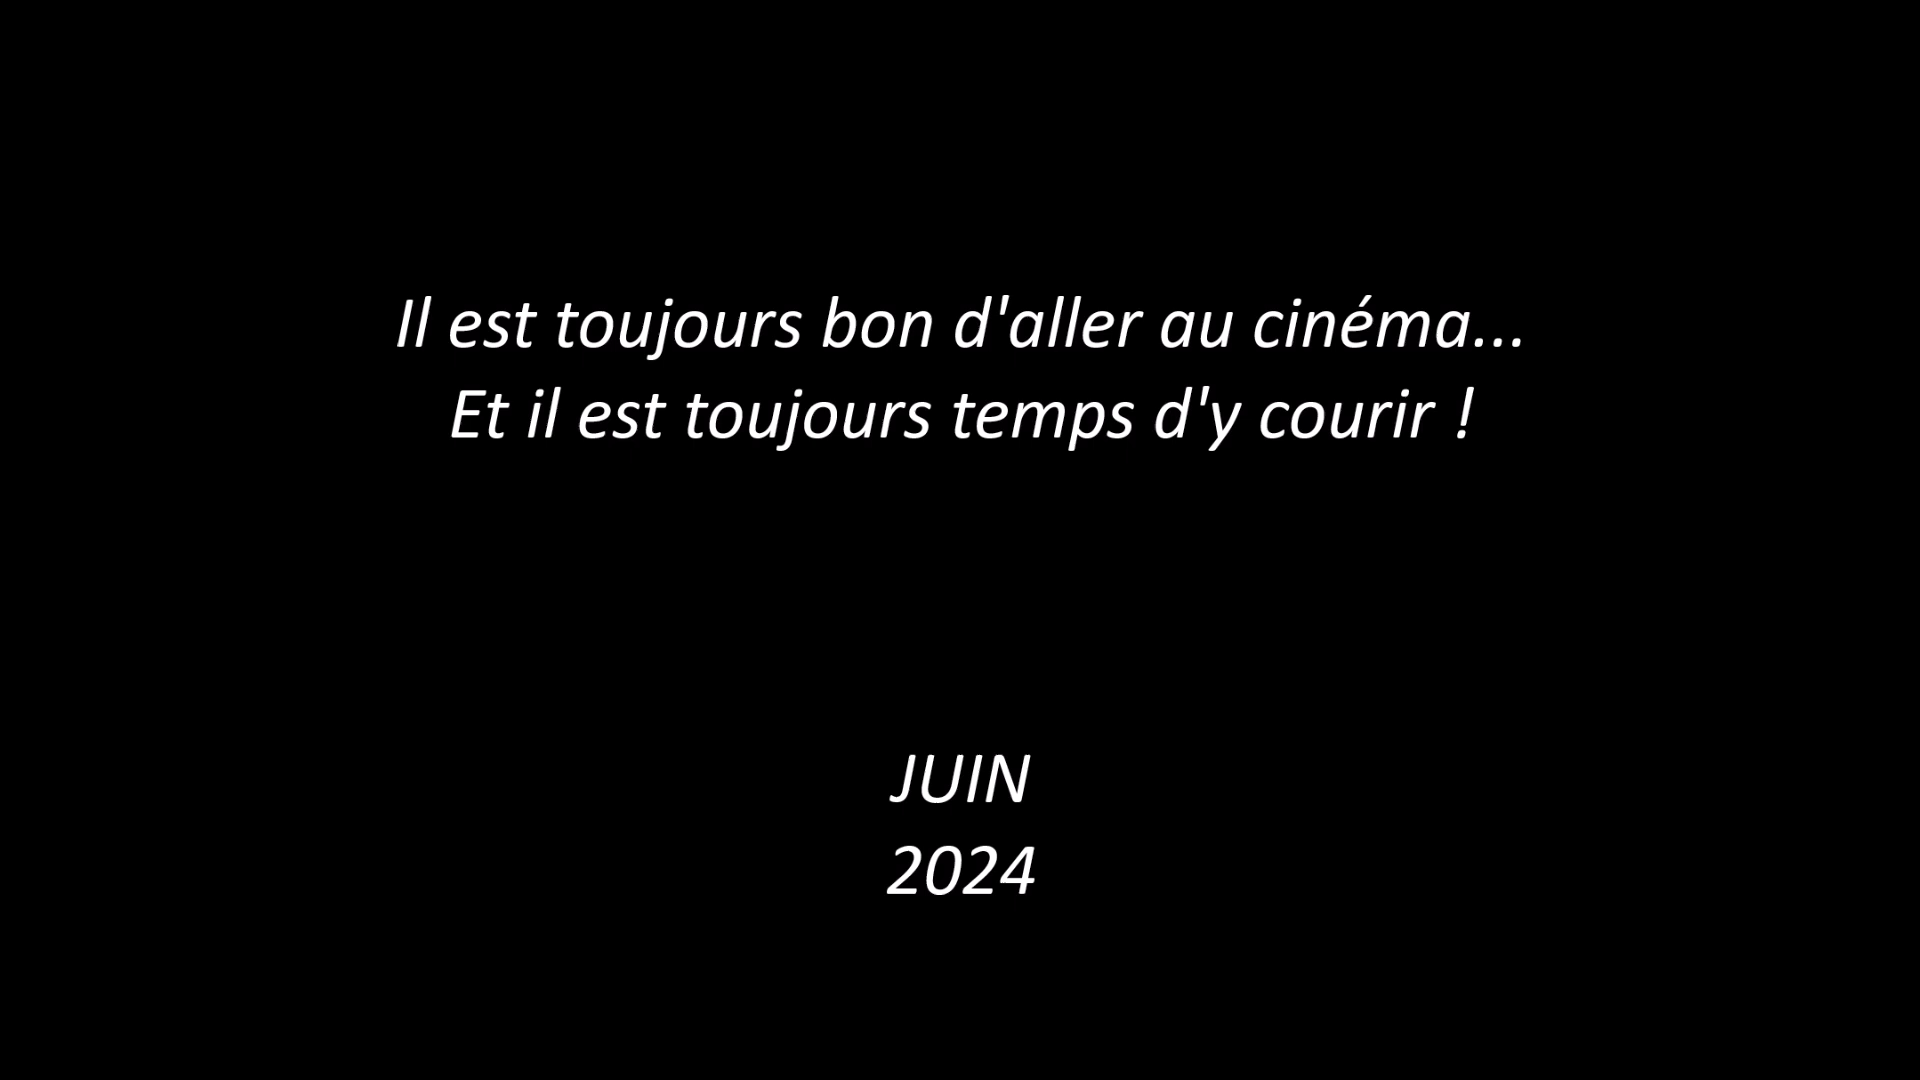 Il est toujours bon d'aller au cinéma...
Et il est toujours temps d'y courir !
JUIN
2024